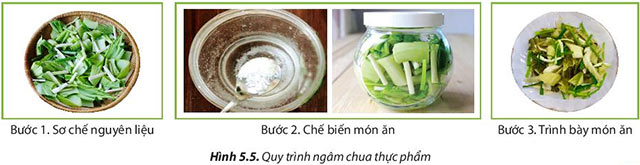 Bước 1. Sơ chế nguyên liệu
Bước 2. Chế biến món ăn
Bước 3. Trình bày món ăn
Hình 5.5. Quy trình ngâm chua thực phẩm